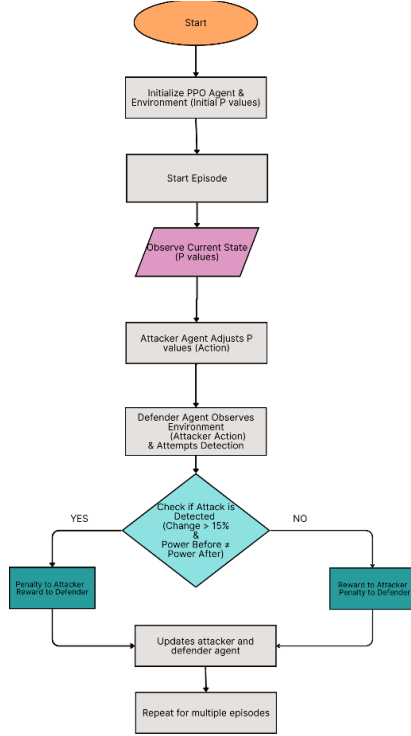 Start
Initialize PPO Agent &
Environment (Initial P values)
Start Episode
Observe Current State
(P values)
Attacker Agent Adjusts P
values (Action)
Defender Agent Observes
Environment
(Attacker Action)
& Attempts Detection
Check if Attack is
Detected
(Change > 15%
&
Power Before ≠
Power After)
YES
NO
Penalty to Attacker
Reward to Defender
Reward to Attacker
Penalty to Defender
Updates attacker and
defender agent
Repeat for multiple episodes